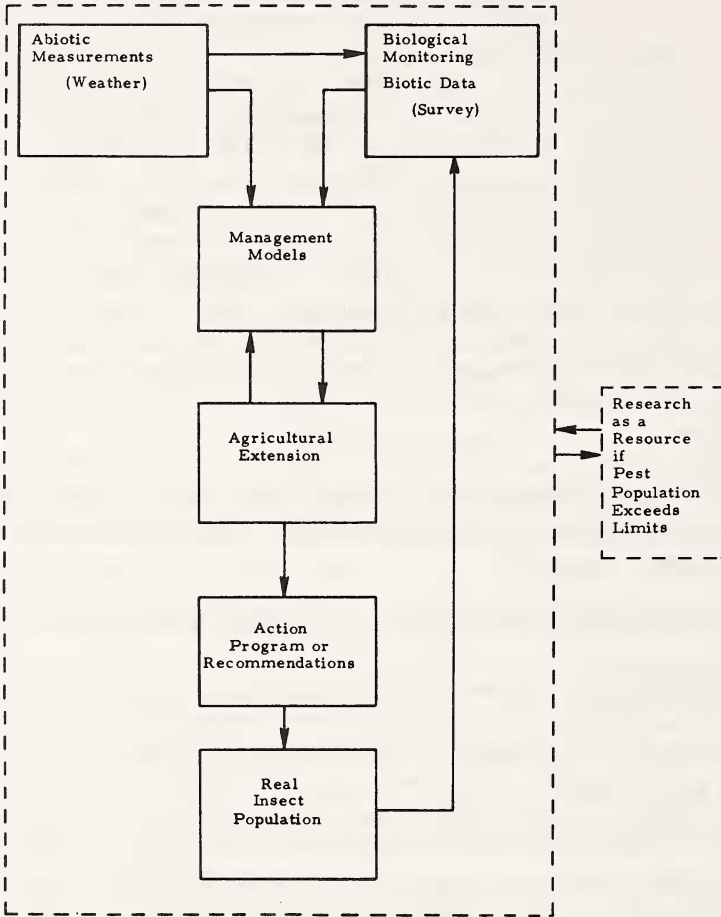 Abiotic
Measurements
(Weather)
Biological
Monitoring
Biotic Data
(Survey)
Management
Models
Agricultural
Extension
Action
Program or
Recommendations
Real
Insect
Population
Research
as a
Resource
if
Pest
Population
Exceeds
Limits